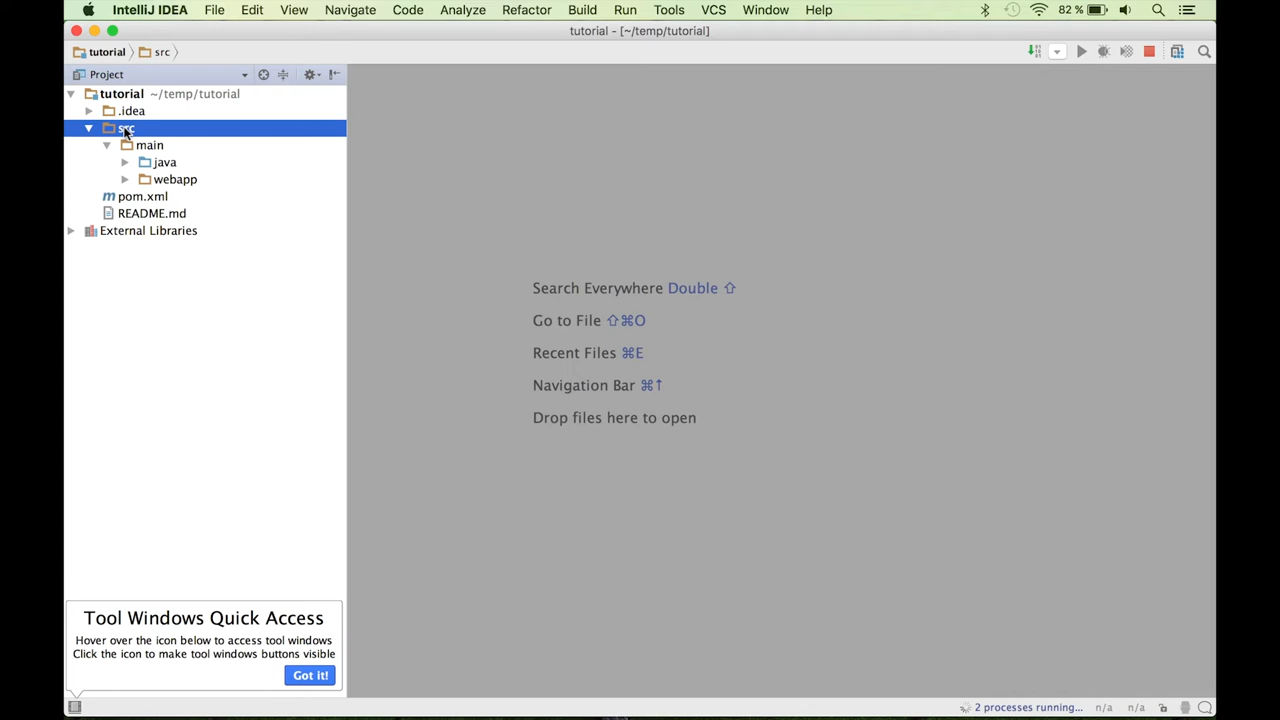 IntelliJ IDEA File Edit View Navigate Code Analyze Refactor Build Run Tools VCS Window Help 82 %
tutorial - [~/temp/tutorial]
tutorial src
Project
tutorial ~/temp/tutorial
.idea
src
main
java
webapp
pom.xml
README.md
External Libraries
Search Everywhere Double ⇧
Go to File ⇧⌘O
Recent Files ⌘E
Navigation Bar ⌘↑
Drop files here to open
Tool Windows Quick Access
Hover over the icon below to access tool windows
Click the icon to make tool windows buttons visible
Got it!
2 processes running... n/a n/a